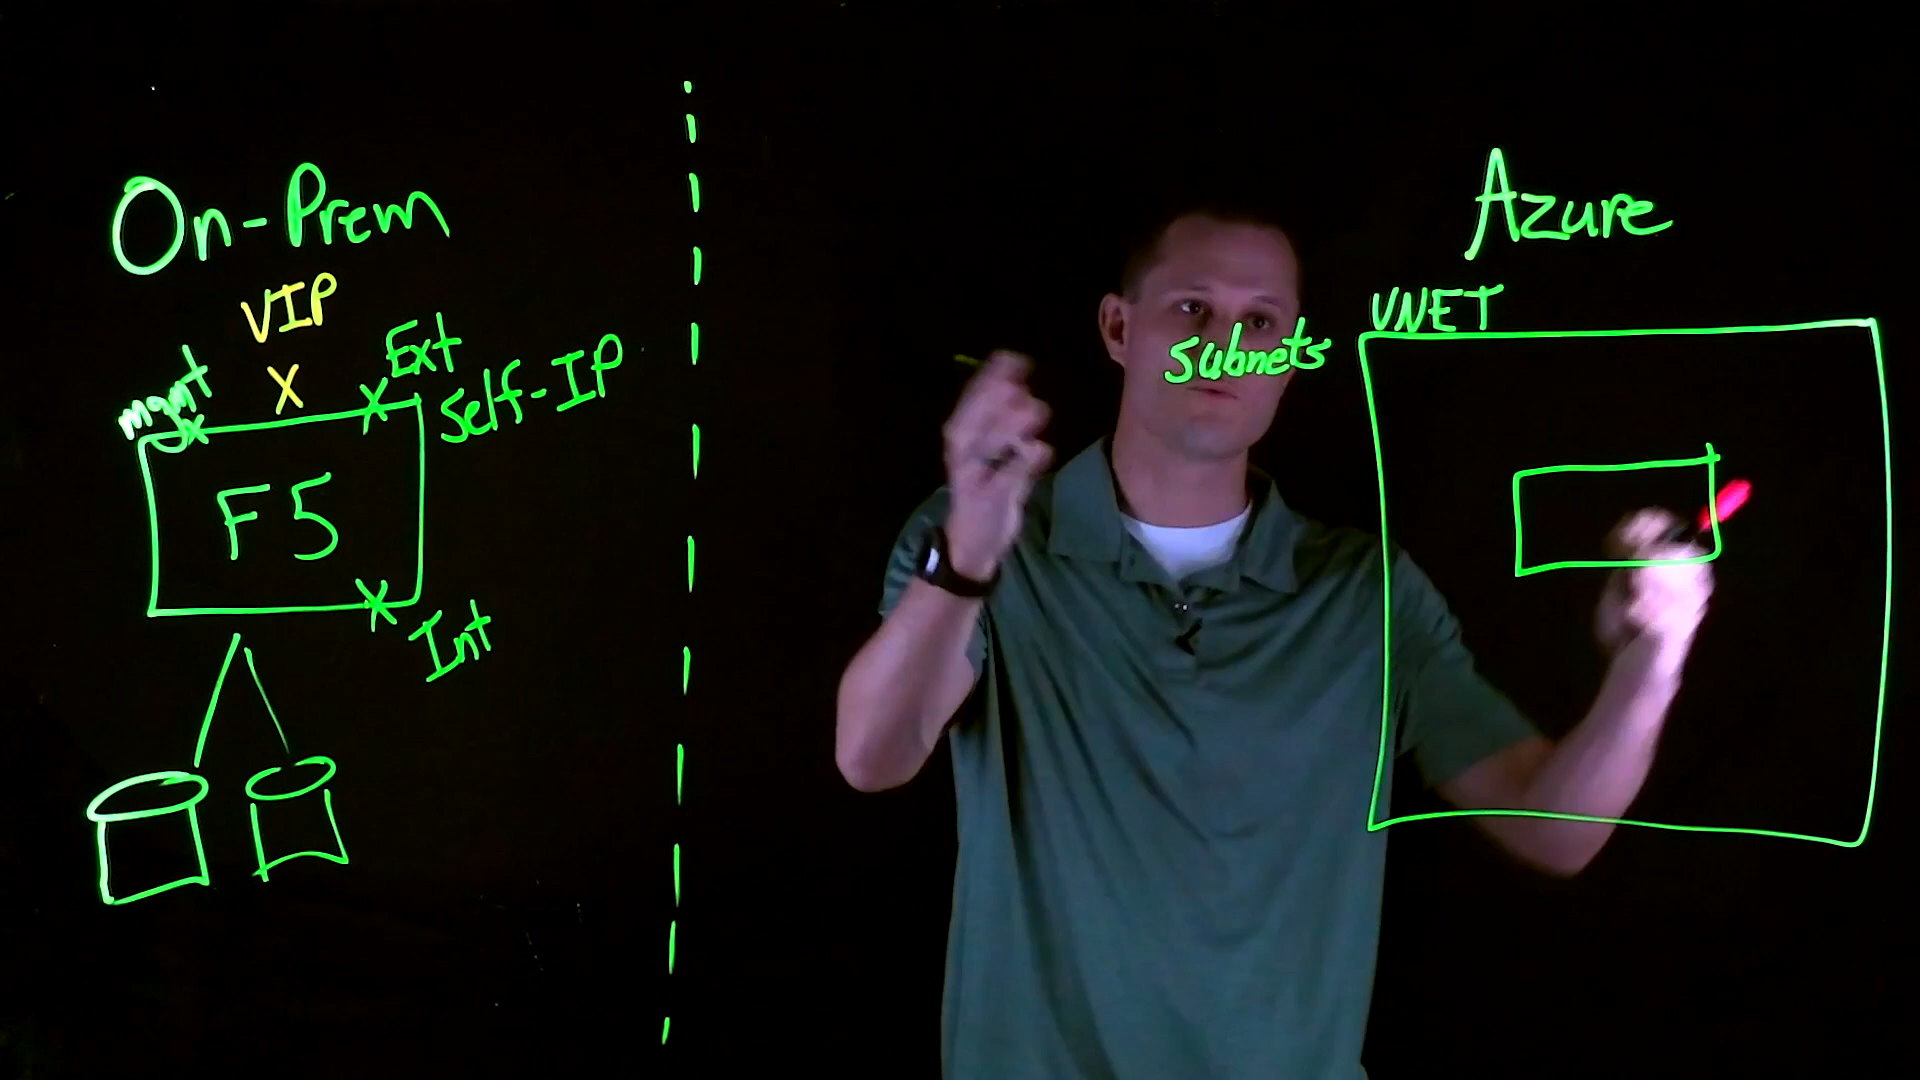 On-Prem
VIP
X
mgmt
X
X
Ext
Self-IP
F5
X
Int
Azure
VNET
Subnets